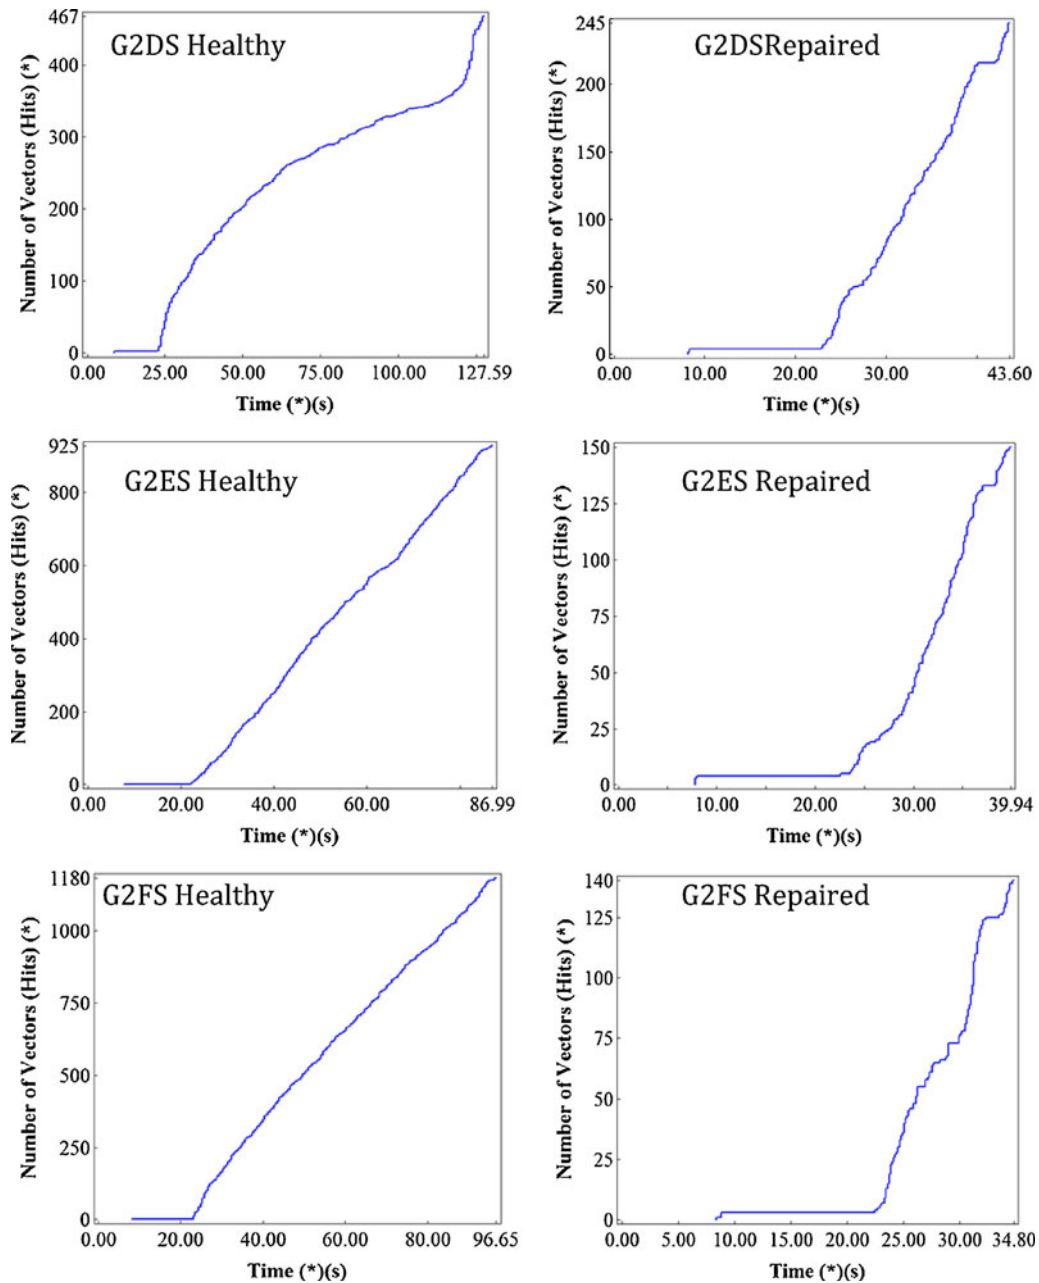 G2DS Healthy
Number of Vectors (Hits) (*)
467
400
300
200
100
0
0.00 25.00 50.00 75.00 100.00 127.59
Time (*)(s)
G2DSRepaired
Number of Vectors (Hits) (*)
245
200
150
100
50
0
0.00 10.00 20.00 30.00 43.60
Time (*)(s)
G2ES Healthy
Number of Vectors (Hits) (*)
925
800
600
400
200
0
0.00 20.00 40.00 60.00 86.99
Time (*)(s)
G2ES Repaired
Number of Vectors (Hits) (*)
150
125
100
75
50
25
0
0.00 10.00 20.00 30.00 39.94
Time (*)(s)
G2FS Healthy
Number of Vectors (Hits) (*)
1180
1000
750
500
250
0
0.00 20.00 40.00 60.00 80.00 96.65
Time (*)(s)
G2FS Repaired
Number of Vectors (Hits) (*)
140
125
100
75
50
25
0
0.00 5.00 10.00 15.00 20.00 25.00 30.00 34.80
Time (*)(s)